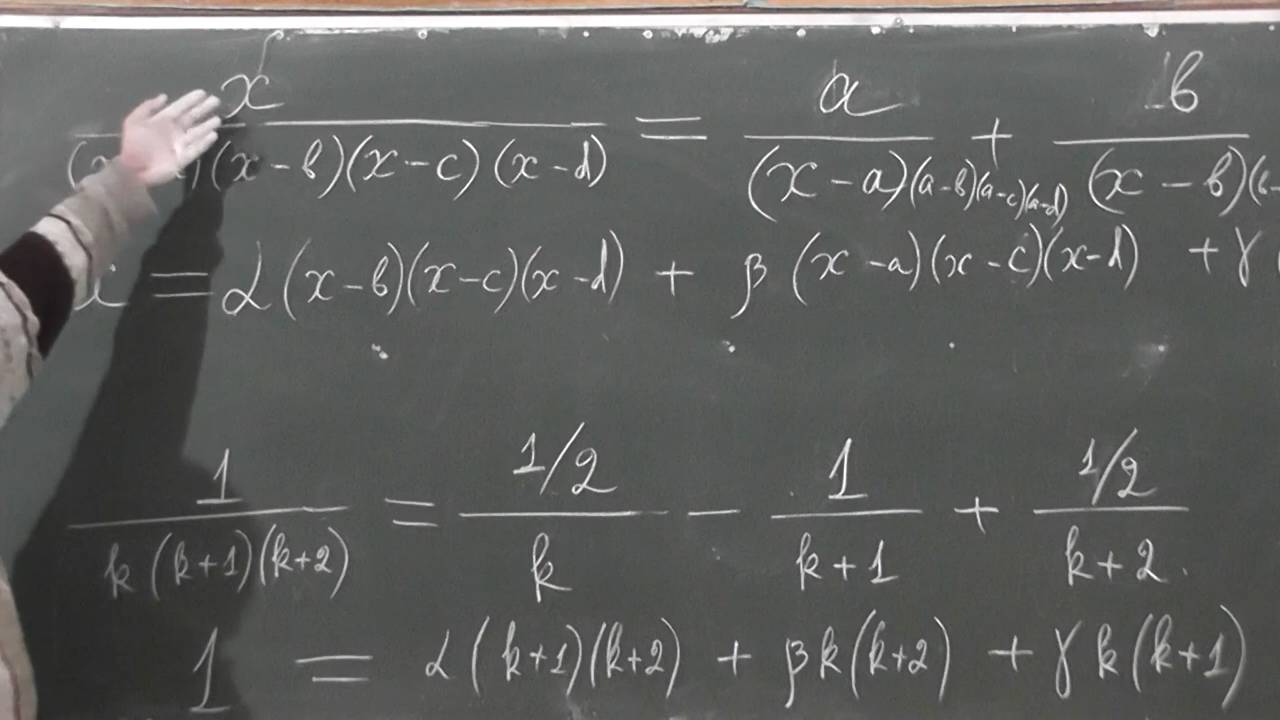 x / (x )(x-b)(x-c)(x-d) = a / (x-a)(a-b)(a-c)(a-d) + b / (x-b)(b-
x = α(x-b)(x-c)(x-d) + β(x-a)(x-c)(x-d) + γ
1 / k(k+1)(k+2) = 1/2 / k - 1 / k+1 + 1/2 / k+2.
1 = α(k+1)(k+2) + βk(k+2) + γk(k+1)